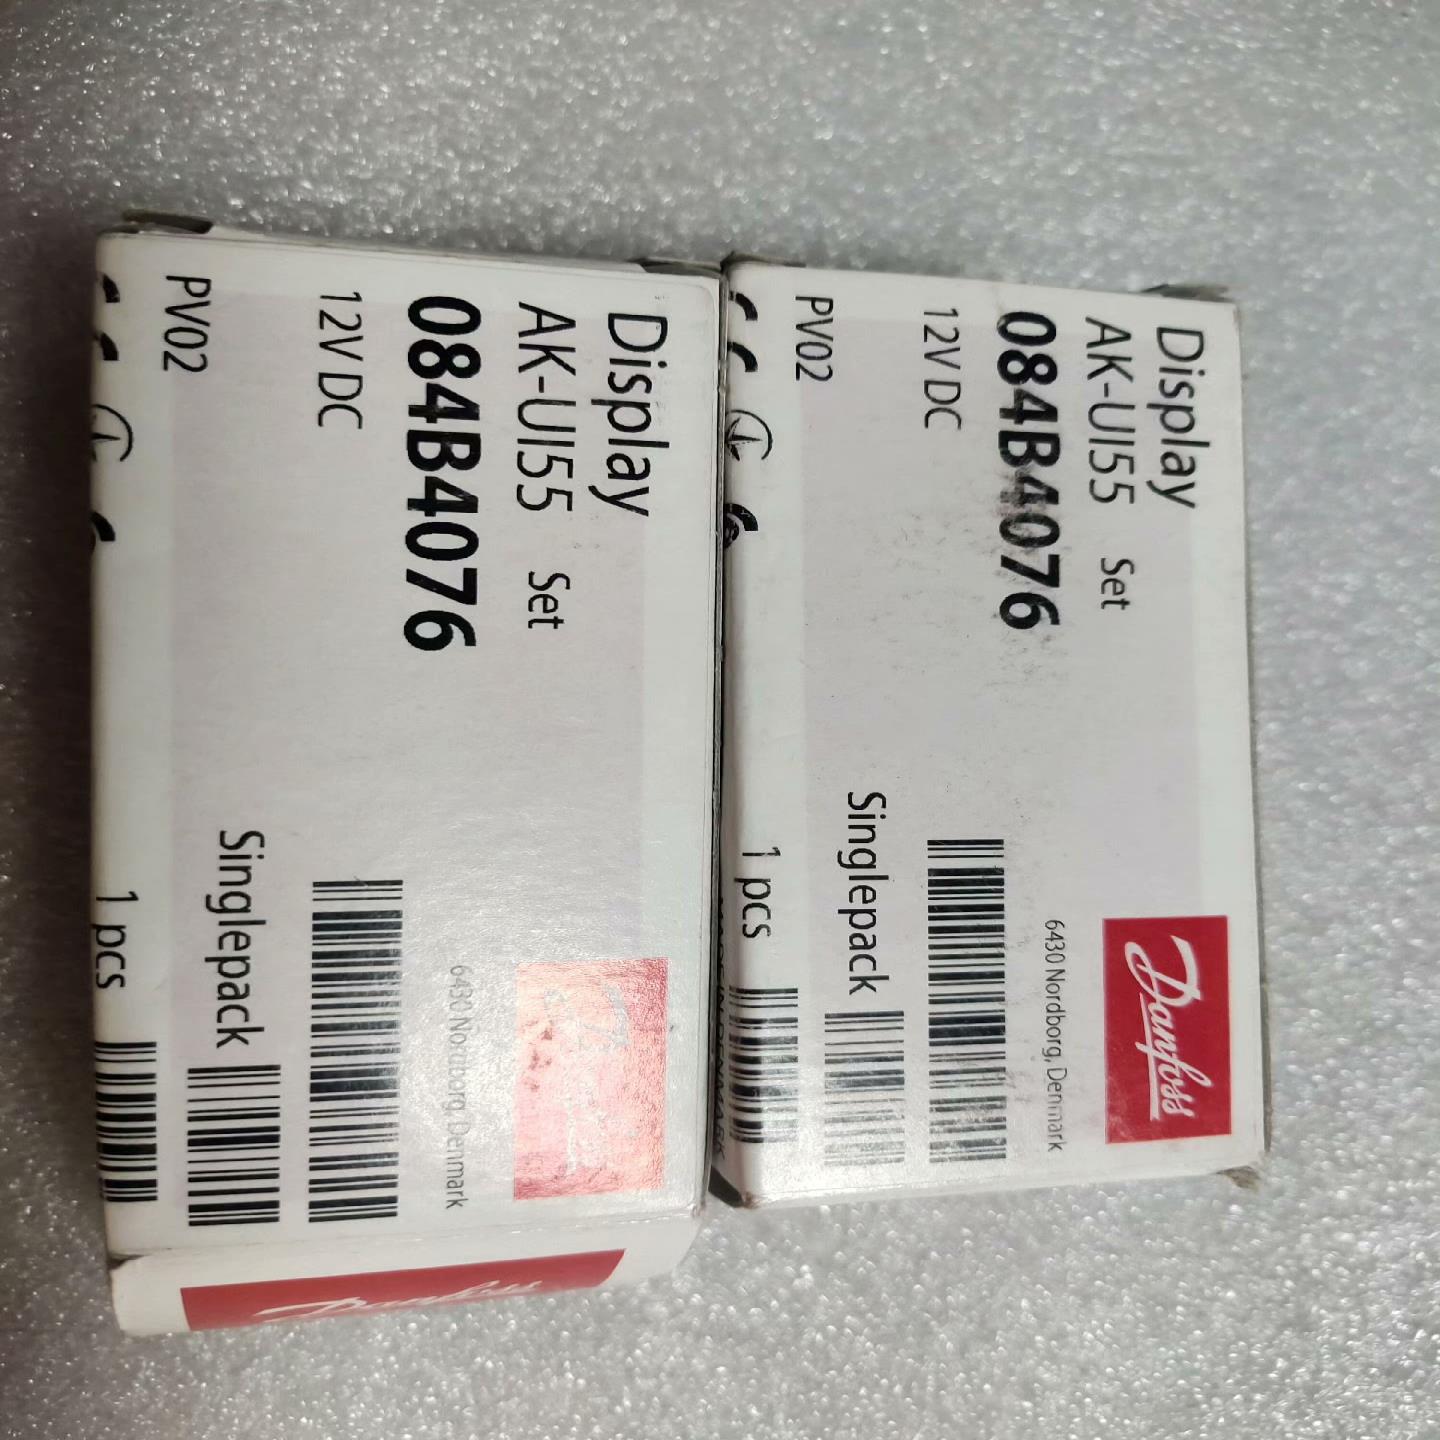 Display
AK-UI55 Set
084B4076
12V DC
PV02
Danfoss
6430 Nordborg, Denmark
Singlepack
1 pcs
Display
AK-UI55 Set
084B4076
12V DC
PV02
6430 Nordborg, Denmark
Singlepack
1 pcs
Danfoss